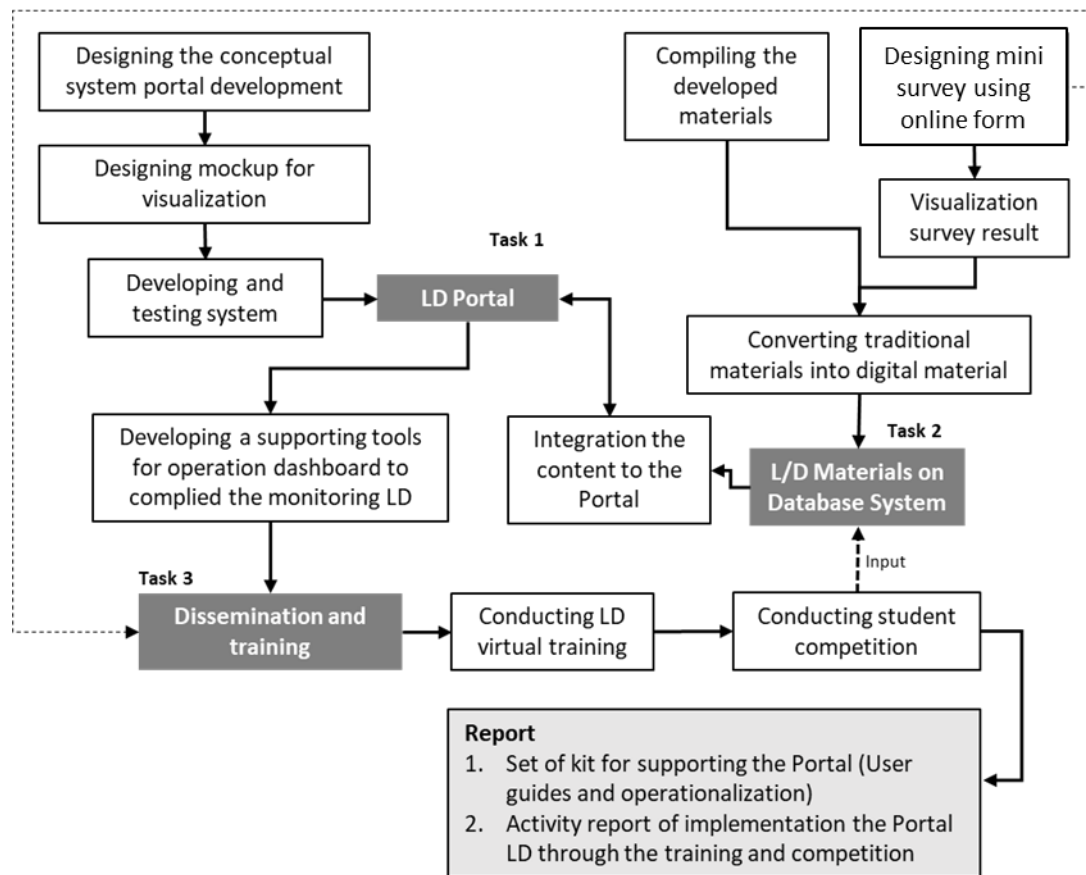 Designing the conceptual
system portal development
Compiling the
developed
materials
Designing mini
survey using
online form
Designing mockup for
visualization
Visualization
survey result
Task 1
Developing and
testing system
LD Portal
Converting traditional
materials into digital material
Developing a supporting tools
for operation dashboard to
complied the monitoring LD
Integration the
content to the
Portal
Task 2
L/D Materials on
Database System
Input
Task 3
Dissemination and
training
Conducting LD
virtual training
Conducting student
competition
Report
1. Set of kit for supporting the Portal (User
guides and operationalization)
2. Activity report of implementation the Portal
LD through the training and competition